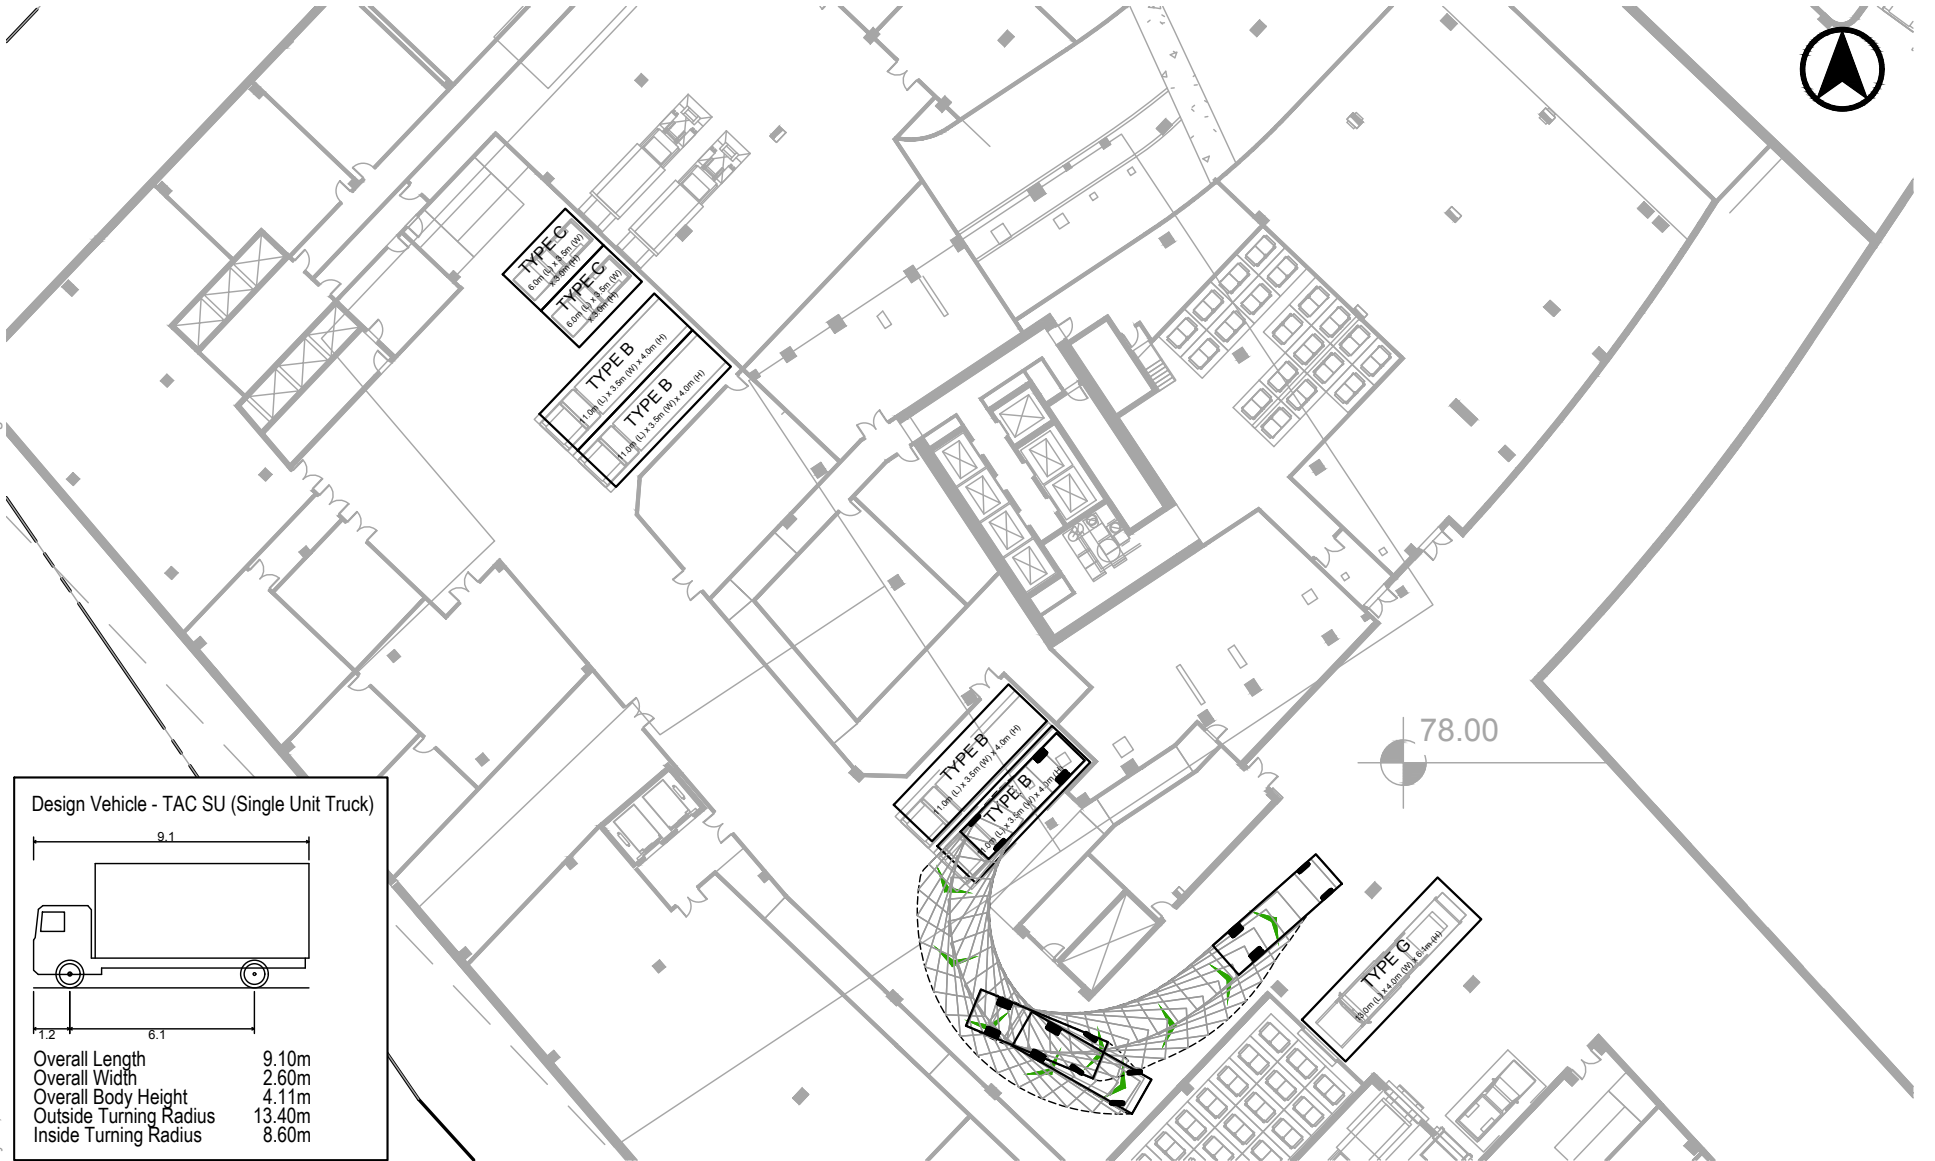 TYPE C
6.0m (L) x 3.5m (W)
x 3.0m (H)
TYPE C
6.0m (L) x 3.5m (W)
x 3.0m (H)
TYPE B
11.0m (L) x 3.5m (W) x 4.0m (H)
TYPE B
11.0m (L) x 3.5m (W) x 4.0m (H)
78.00
TYPE B
11.0m (L) x 3.5m (W) x 4.0m (H)
TYPE B
11.0m (L) x 3.5m (W) x 4.0m (H)
TYPE G
13.0m (L) x 4.0m (W) x 6.1m (H)
Design Vehicle - TAC SU (Single Unit Truck)
9.1
1.2 6.1
Overall Length 9.10m
Overall Width 2.60m
Overall Body Height 4.11m
Outside Turning Radius 13.40m
Inside Turning Radius 8.60m